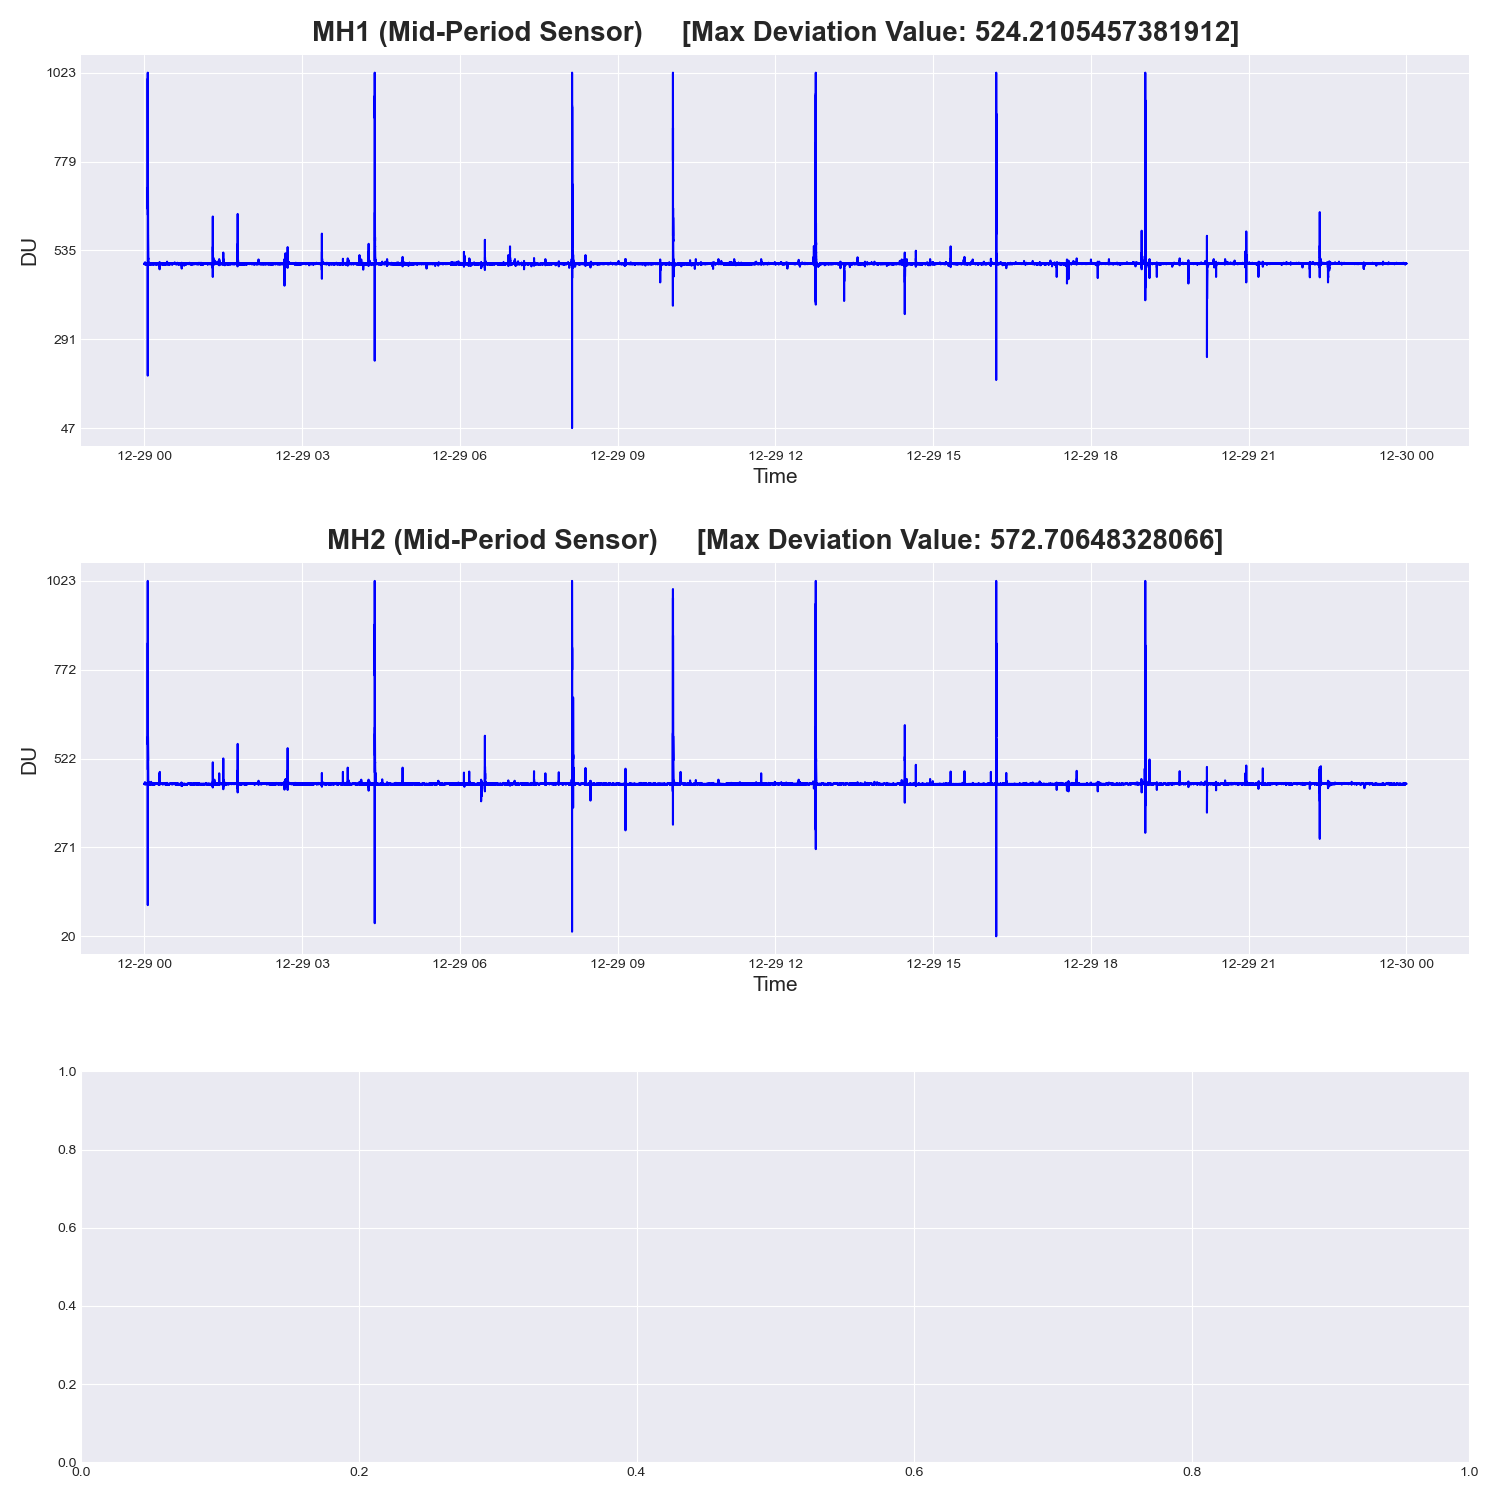 MH1 (Mid-Period Sensor) [Max Deviation Value: 524.2105457381912]
1023
779
535
291
47
DU
12-29 00 12-29 03 12-29 06 12-29 09 12-29 12 12-29 15 12-29 18 12-29 21 12-30 00
Time
MH2 (Mid-Period Sensor) [Max Deviation Value: 572.70648328066]
1023
772
522
271
20
DU
12-29 00 12-29 03 12-29 06 12-29 09 12-29 12 12-29 15 12-29 18 12-29 21 12-30 00
Time
1.0
0.8
0.6
0.4
0.2
0.0
0.0 0.2 0.4 0.6 0.8 1.0